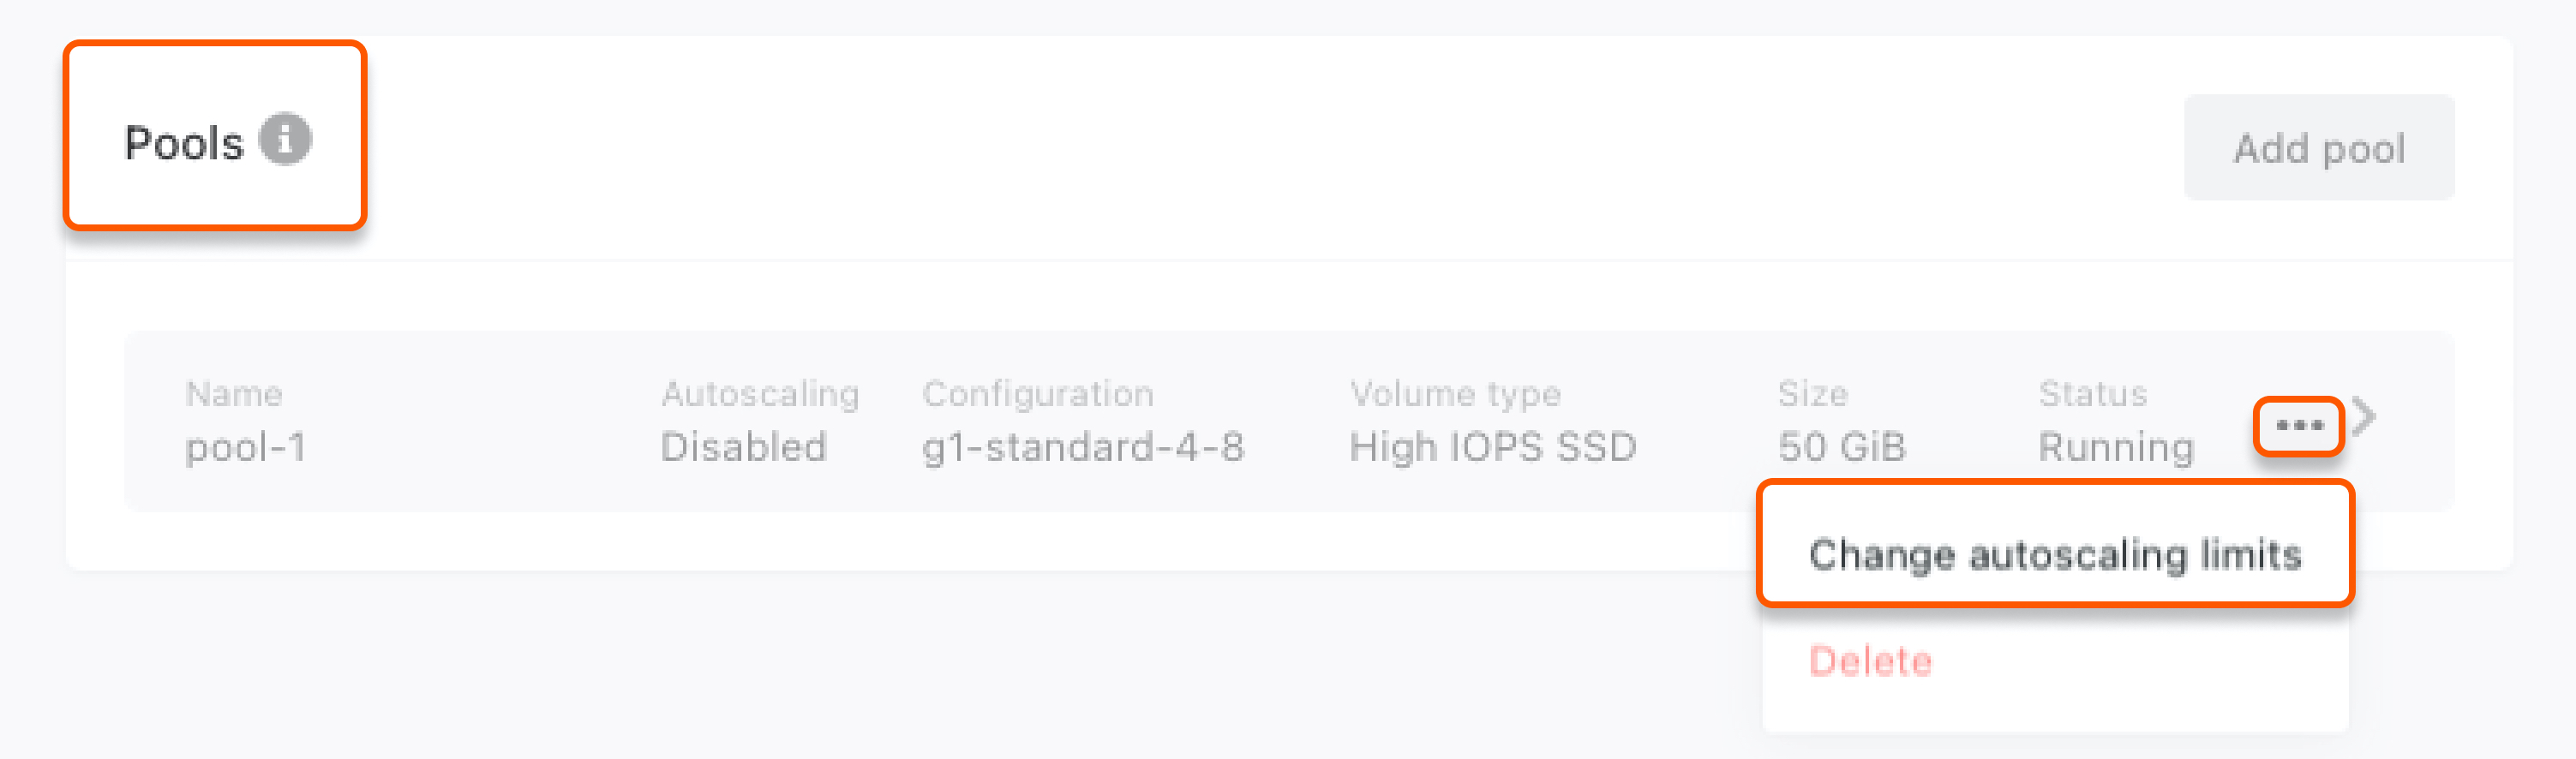 Pools
Add pool
Name Autoscaling Configuration Volume type Size Status
pool-1 Disabled g1-standard-4-8 High IOPS SSD 50 GiB Running
Change autoscaling limits
Delete